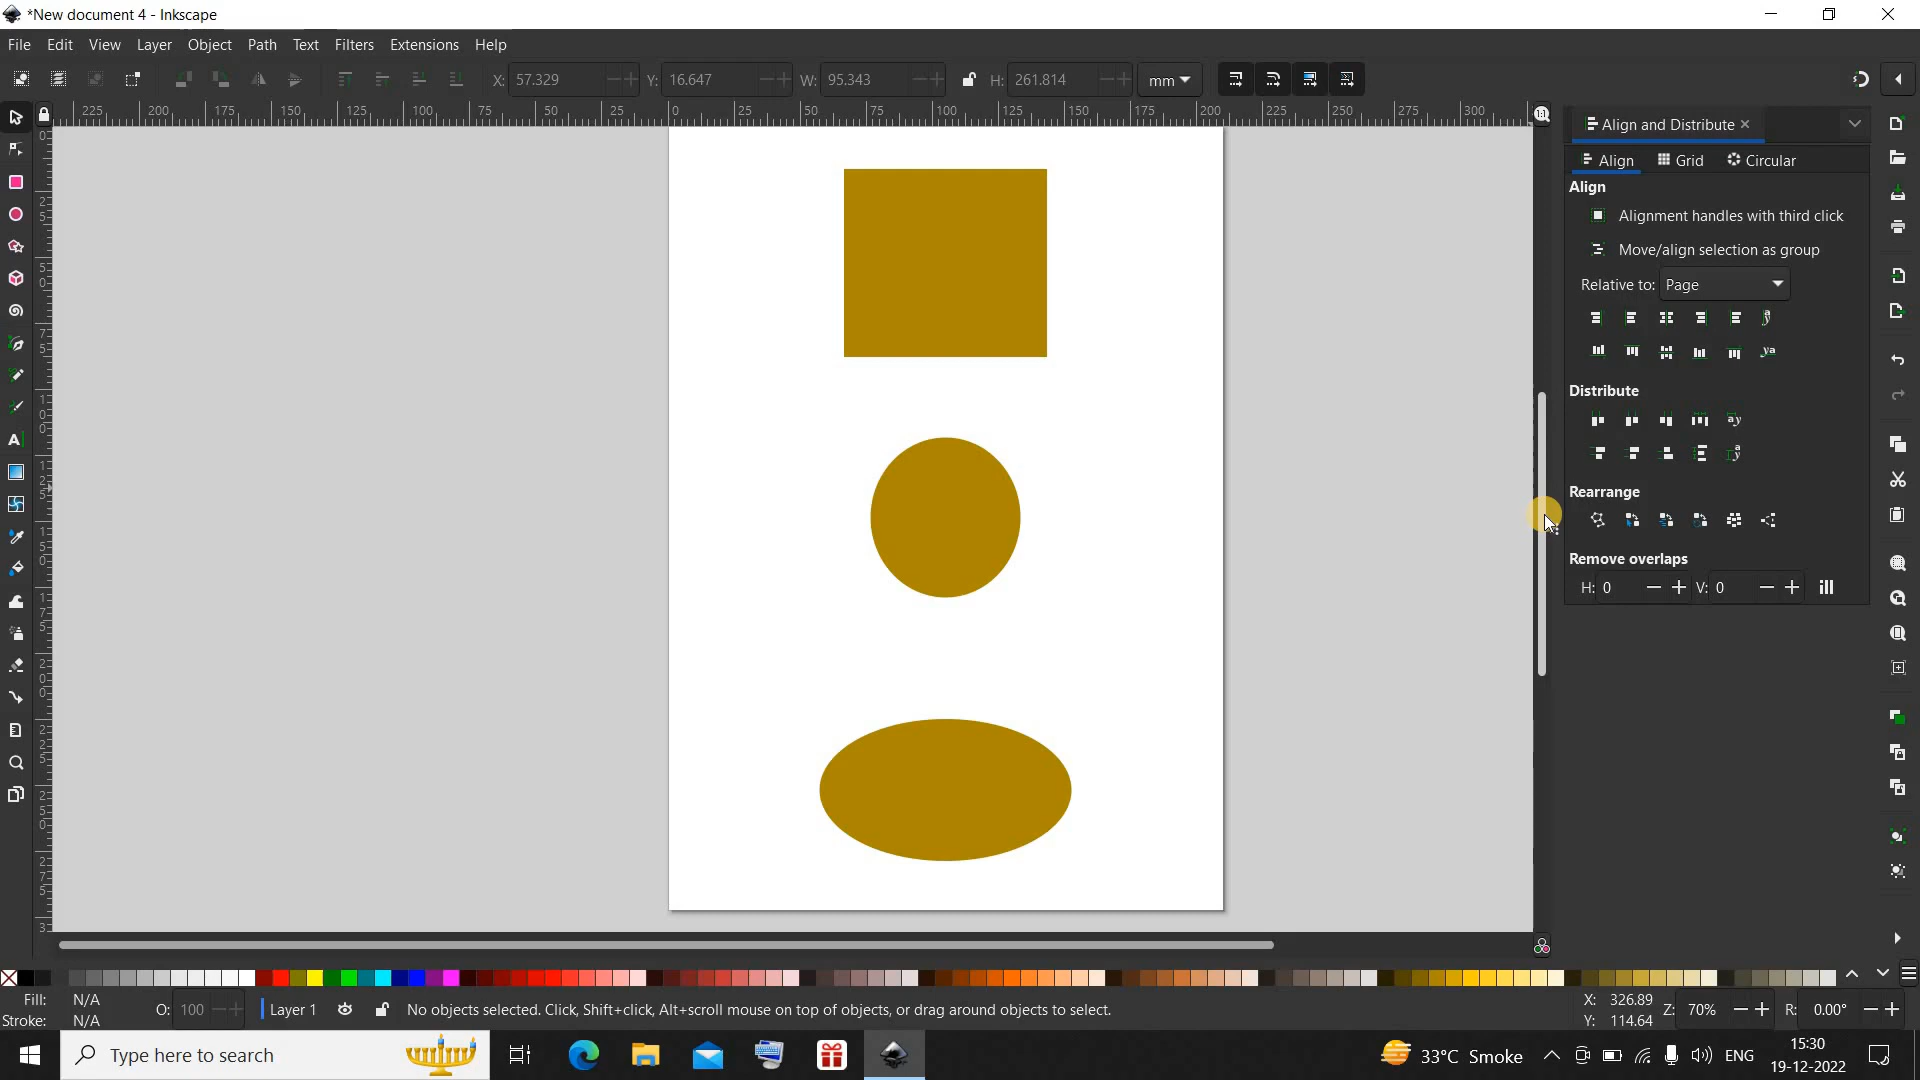 *New document 4 - Inkscape
File Edit View Layer Object Path Text Filters Extensions Help
X: 57.329 Y: 16.647 W: 95.343 H: 261.814 mm
225 200 175 150 125 100 75 50 25 0 25 50 75 100 125 150 175 200 225 250 275 300
Align and Distribute
Align Grid Circular
Align
Alignment handles with third click
Move/align selection as group
Relative to: Page
Distribute
Rearrange
Remove overlaps
H: 0 V: 0
Fill: N/A
Stroke: N/A
O: 100
Layer 1
No objects selected. Click, Shift+click, Alt+scroll mouse on top of objects, or drag around objects to select.
X: 326.89
Y: 114.64
Z: 70% R: 0.00°
Type here to search
33°C Smoke
ENG
15:30
19-12-2022